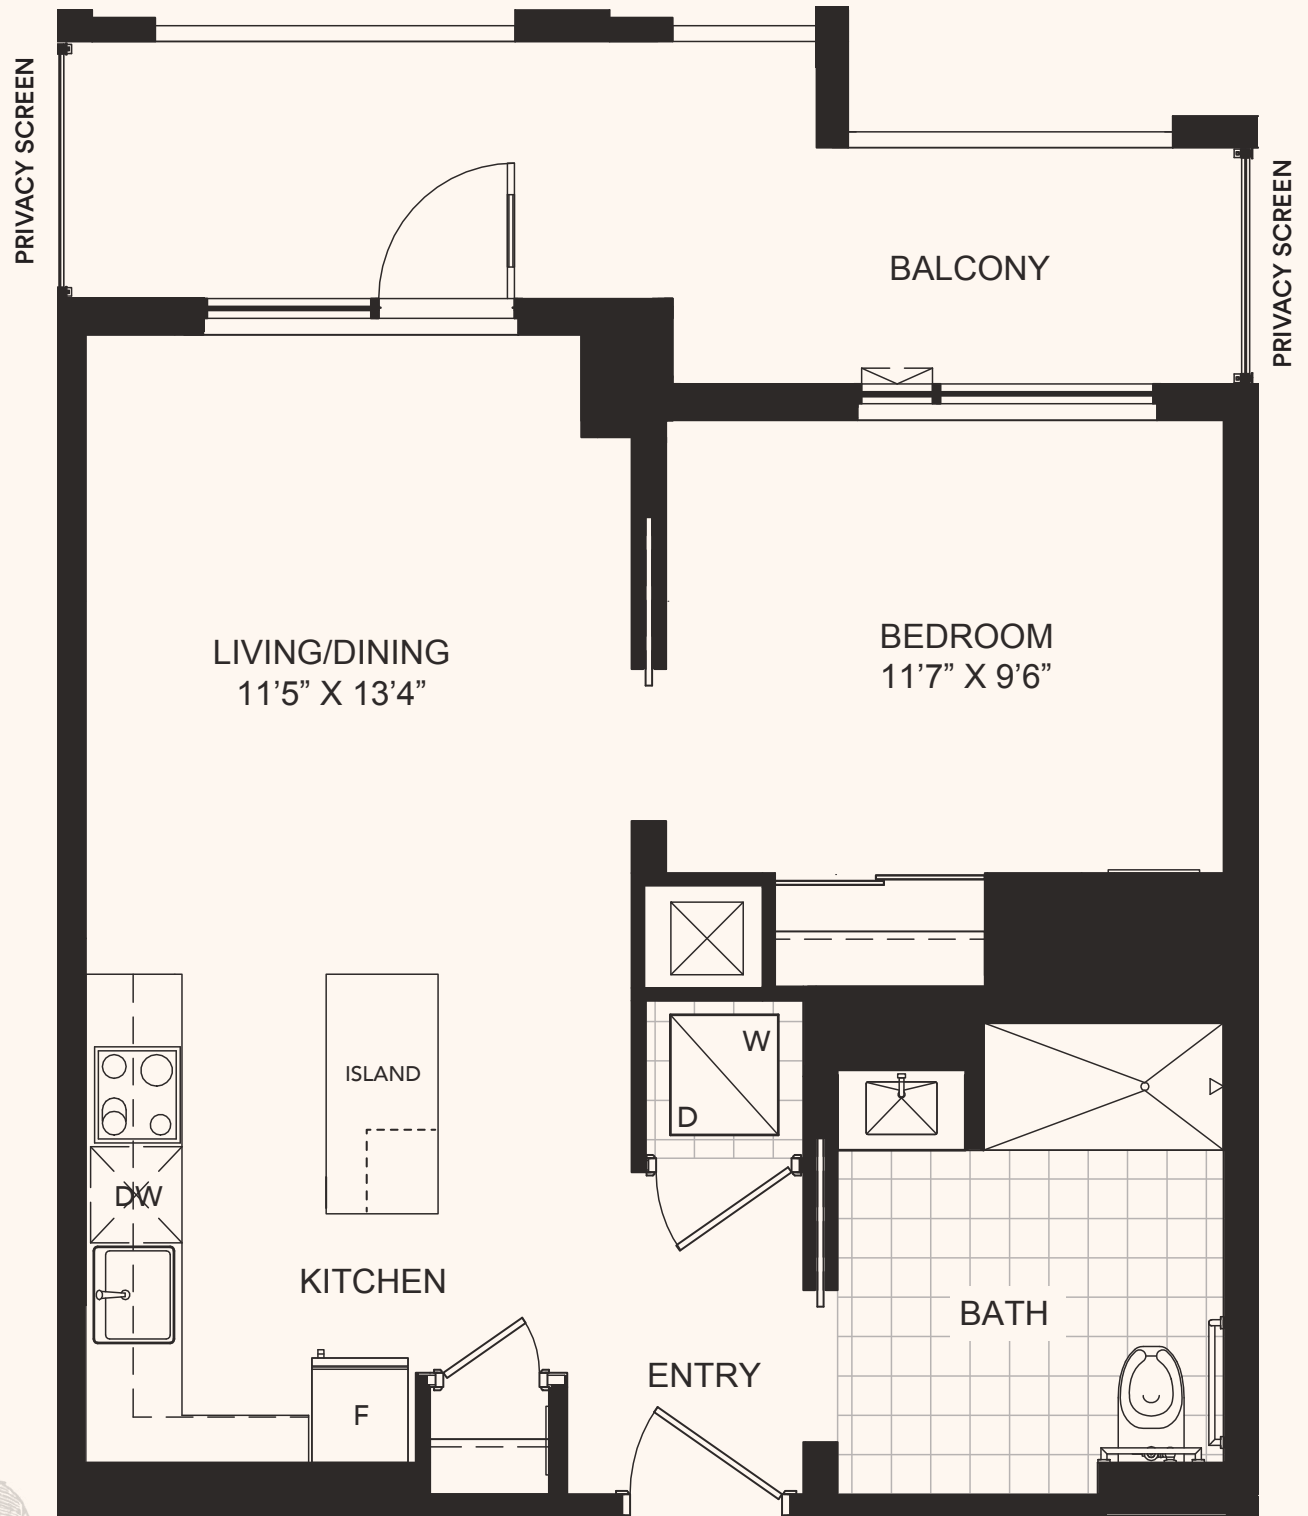 PRIVACY SCREEN
PRIVACY SCREEN
BALCONY
LIVING/DINING
11’5” X 13’4”
BEDROOM
11’7” X 9’6”
W
D
ISLAND
DW
KITCHEN
BATH
ENTRY
F